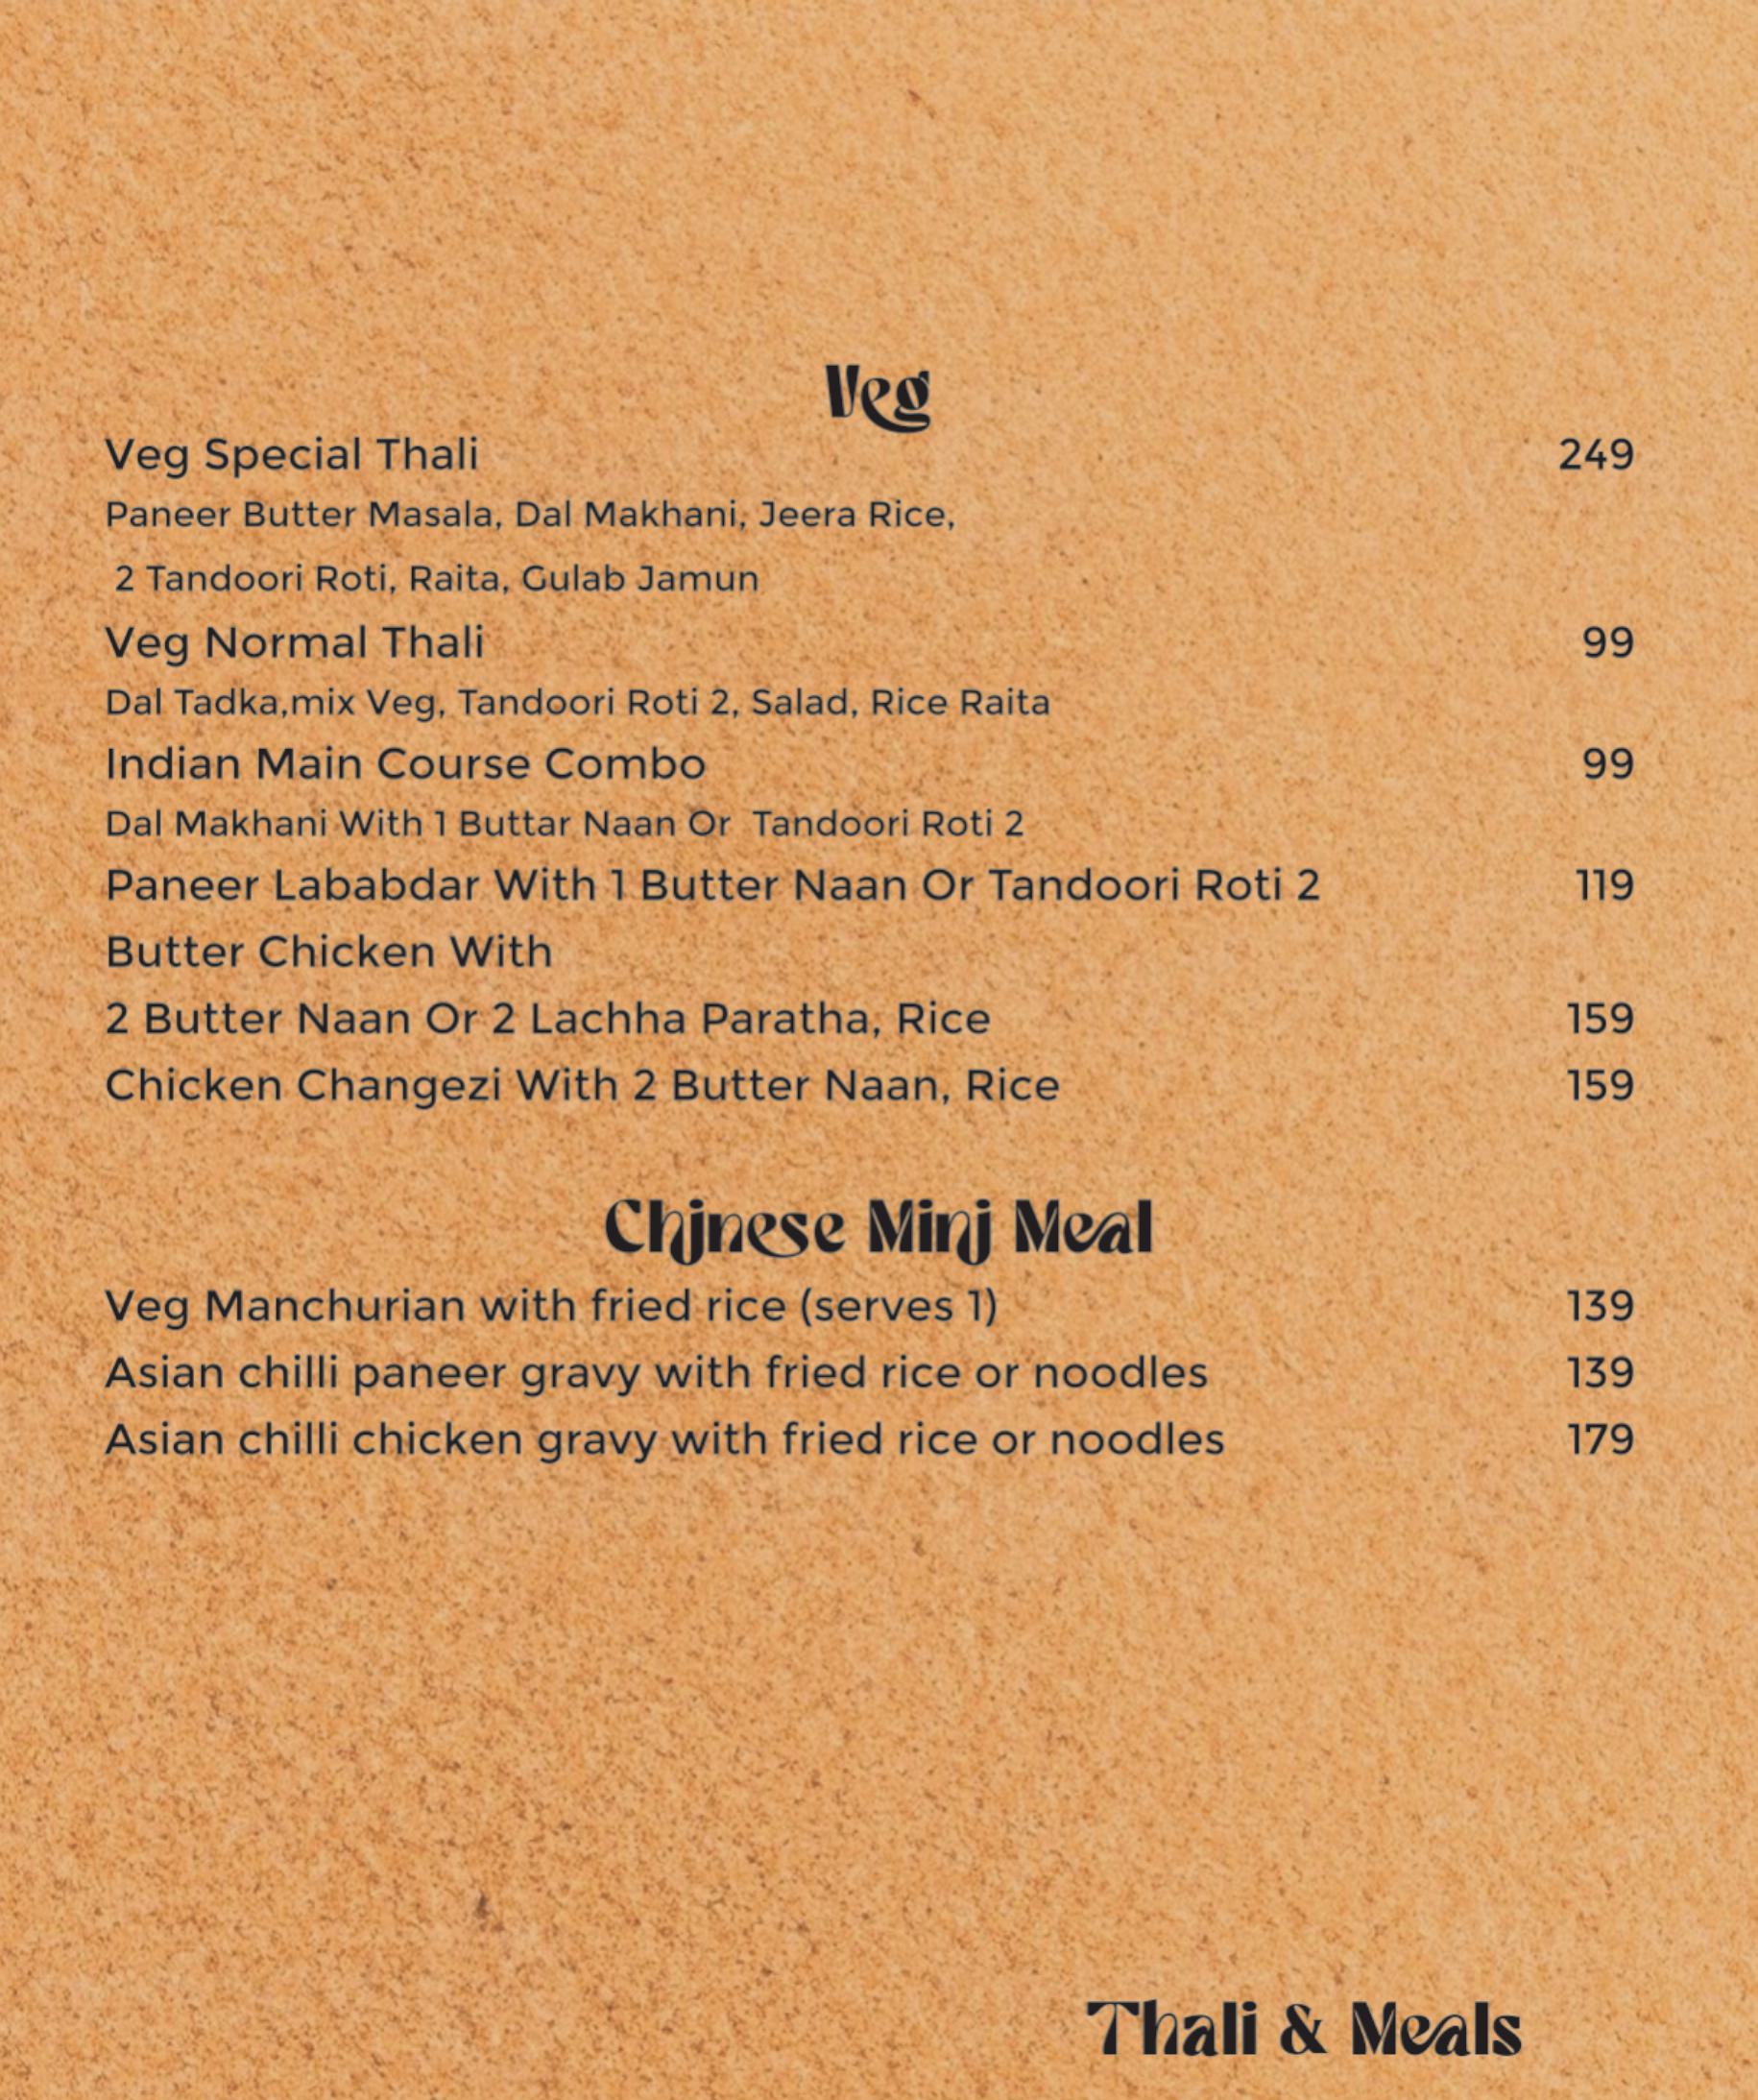 Veg
Veg Special Thali 249
Paneer Butter Masala, Dal Makhani, Jeera Rice,
2 Tandoori Roti, Raita, Gulab Jamun
Veg Normal Thali 99
Dal Tadka,mix Veg, Tandoori Roti 2, Salad, Rice Raita
Indian Main Course Combo 99
Dal Makhani With 1 Buttar Naan Or Tandoori Roti 2
Paneer Lababdar With 1 Butter Naan Or Tandoori Roti 2 119
Butter Chicken With
2 Butter Naan Or 2 Lachha Paratha, Rice 159
Chicken Changezi With 2 Butter Naan, Rice 159
Chinese Mini Meal
Veg Manchurian with fried rice (serves 1) 139
Asian chilli paneer gravy with fried rice or noodles 139
Asian chilli chicken gravy with fried rice or noodles 179
Thali & Meals